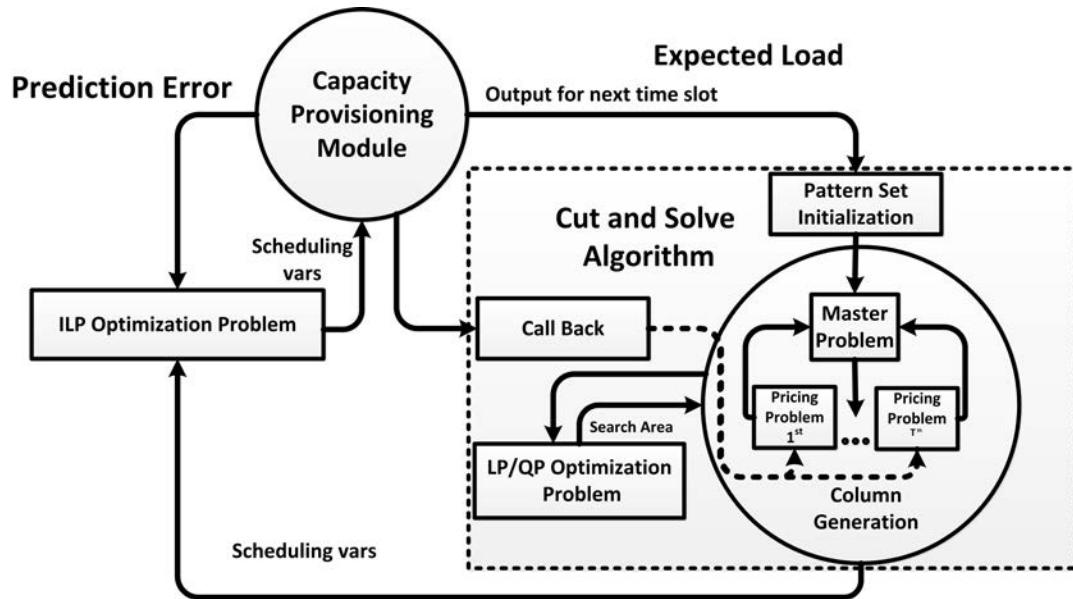 Prediction Error
Capacity
Provisioning
Module
Expected Load
Output for next time slot
Pattern Set
Initialization
Cut and Solve
Algorithm
Scheduling
vars
ILP Optimization Problem
Call Back
Master
Problem
Pricing
Problem
1st
Pricing
Problem
Search Area
LP/QP Optimization
Problem
Column
Generation
Scheduling vars